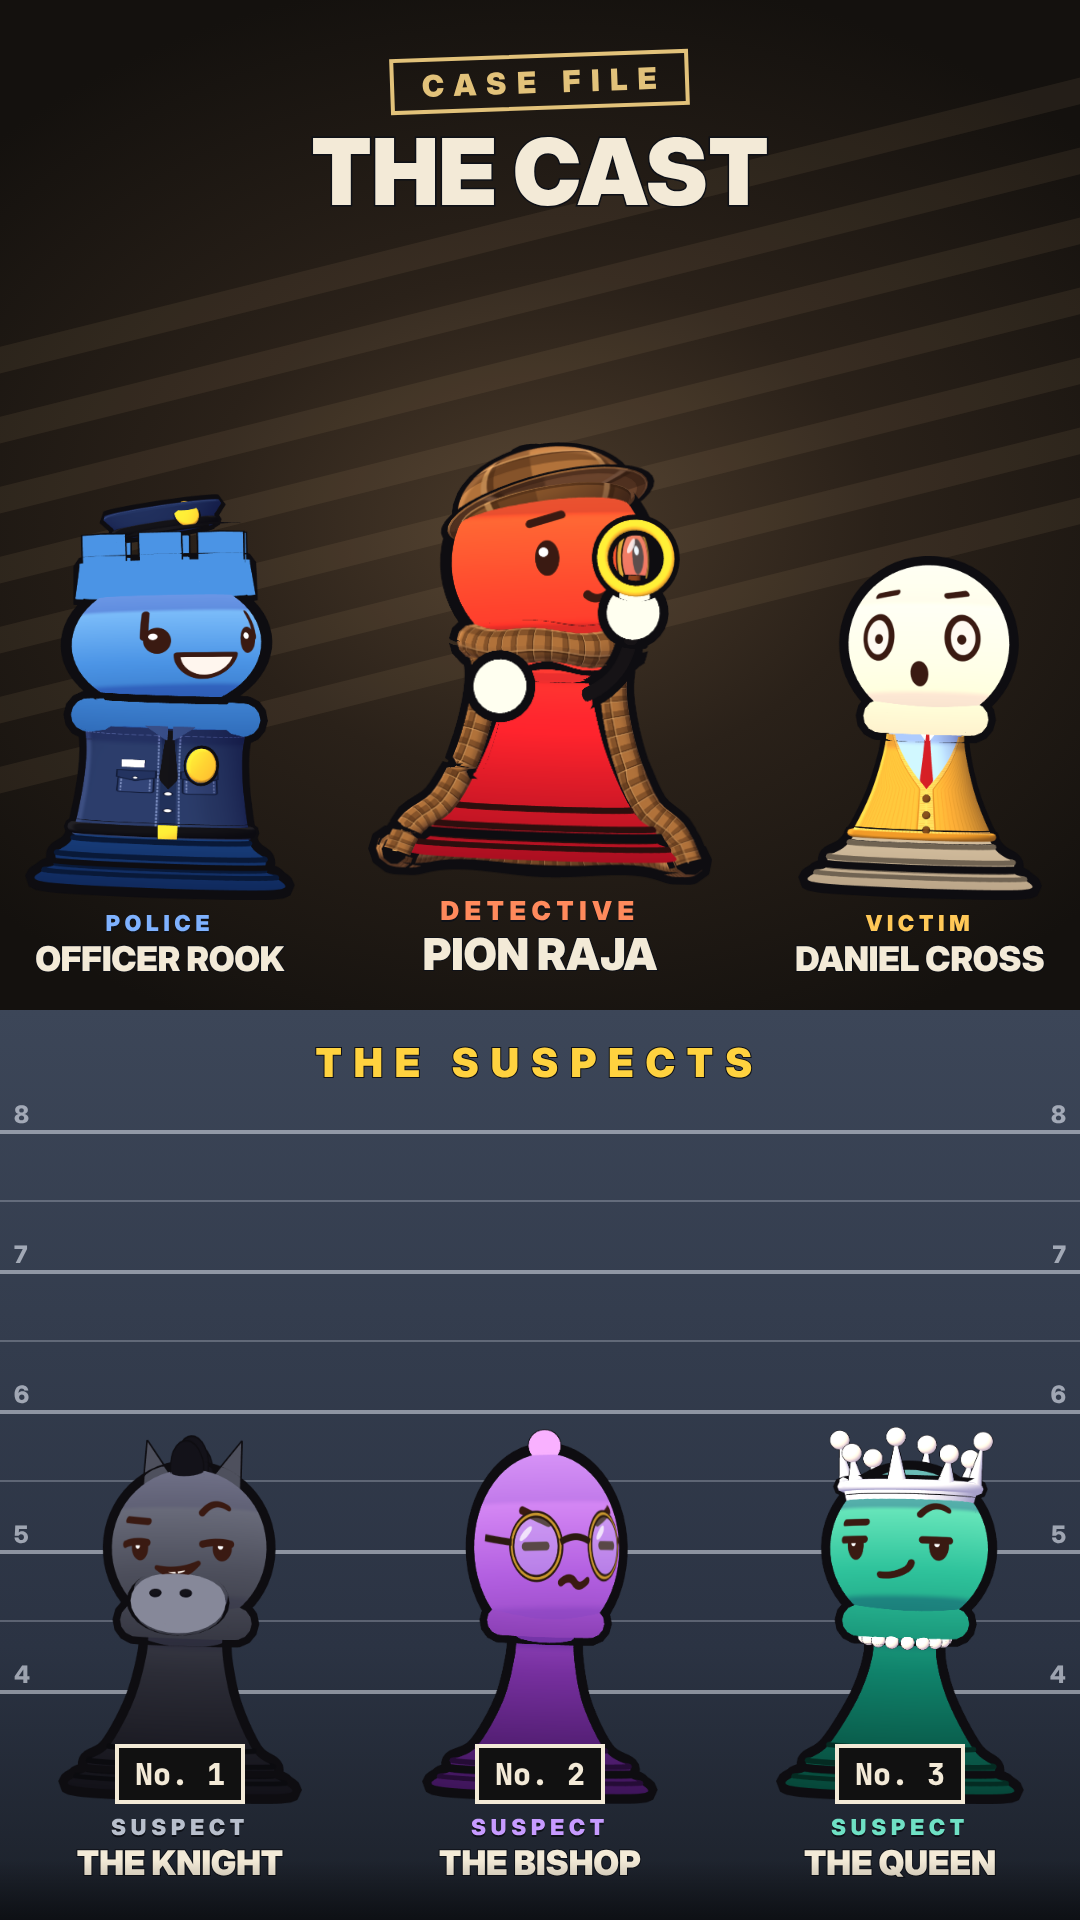 CASE FILE
THE CAST
POLICE
OFFICER ROOK
DETECTIVE
PION RAJA
VICTIM
DANIEL CROSS
THE SUSPECTS
8 8
7 7
6 6
5 5
4 4
No. 1
SUSPECT
THE KNIGHT
No. 2
SUSPECT
THE BISHOP
No. 3
SUSPECT
THE QUEEN